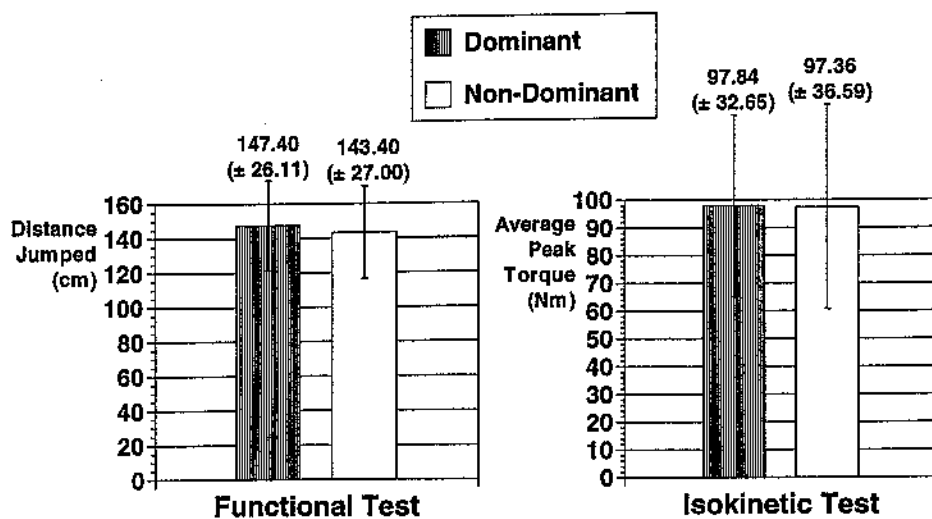 Dominant
Non-Dominant
147.40
(± 26.11)
143.40
(± 27.00)
Distance
Jumped
(cm)
160
140
120
100
80
60
40
20
0
Functional Test
97.84
(± 32.65)
97.36
(± 36.59)
Average
Peak
Torque
(Nm)
100
90
80
70
60
50
40
30
20
10
0
Isokinetic Test